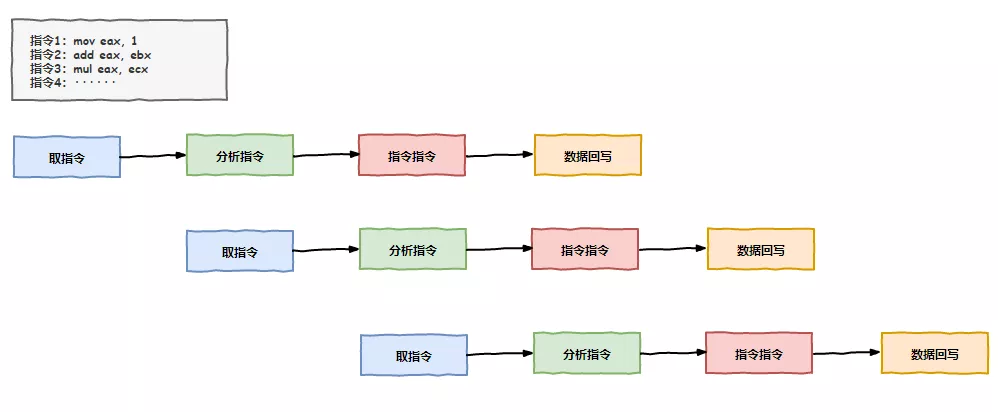 指令1：mov eax, 1
指令2：add eax, ebx
指令3：mul eax, ecx
指令4：······
取指令
分析指令
指令指令
数据回写
取指令
分析指令
指令指令
数据回写
取指令
分析指令
指令指令
数据回写